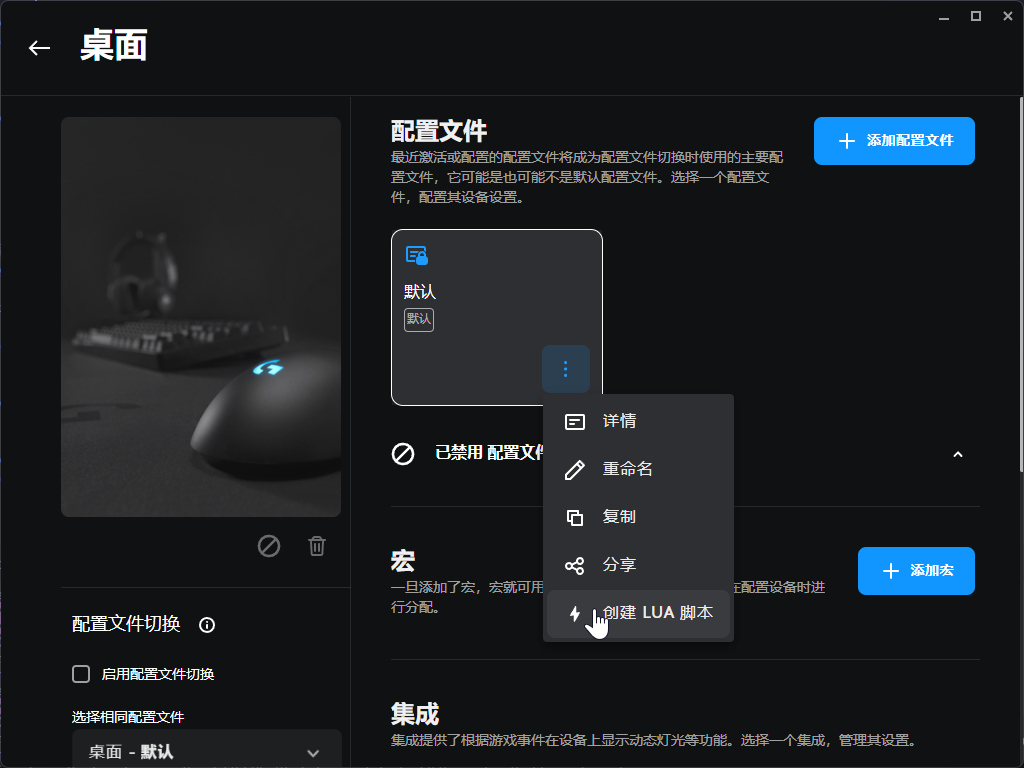 桌面
配置文件
最近激活或配置的配置文件将成为配置文件切换时使用的主要配
置文件，它可能是也可能不是默认配置文件。选择一个配置文
件，配置其设备设置。
添加配置文件
默认
默认
详情
重命名
复制
分享
创建 LUA 脚本
已禁用 配置文件
宏
一旦添加了宏，宏就可用
在配置设备时进
行分配。
添加宏
集成
集成提供了根据游戏事件在设备上显示动态灯光等功能。选择一个集成，管理其设置。
配置文件切换
启用配置文件切换
选择相同配置文件
桌面 - 默认